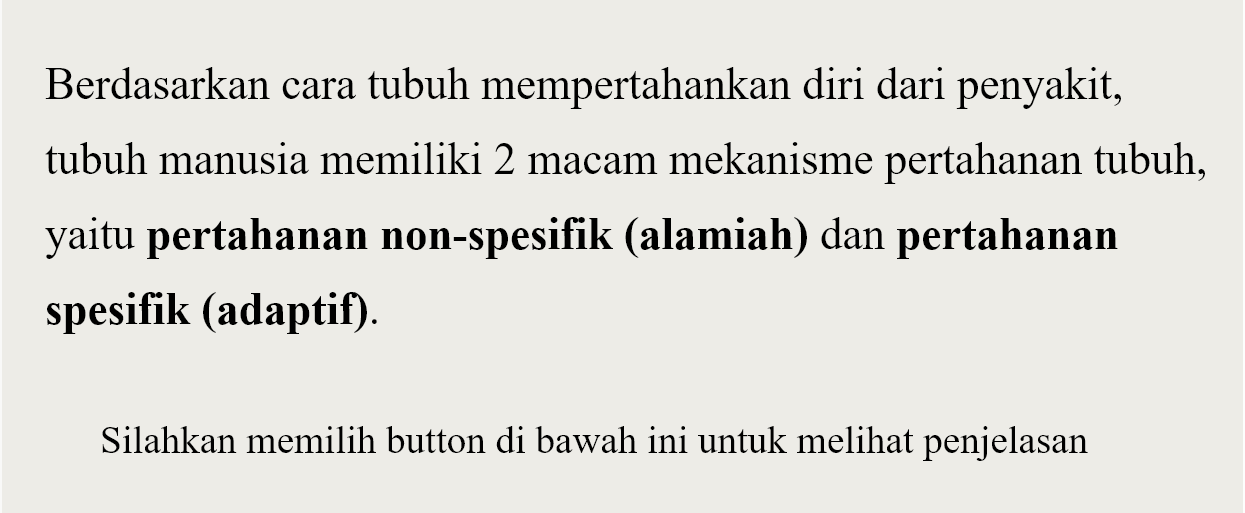 Berdasarkan cara tubuh mempertahankan diri dari penyakit,
tubuh manusia memiliki 2 macam mekanisme pertahanan tubuh,
yaitu pertahanan non-spesifik (alamiah) dan pertahanan
spesifik (adaptif).
Silahkan memilih button di bawah ini untuk melihat penjelasan